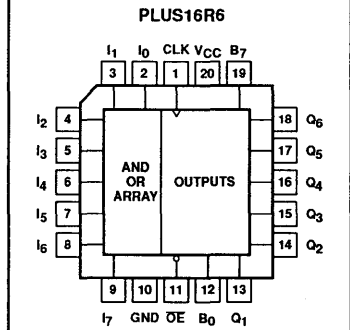 PLUS16R6
I1 I0 CLK VCC B7
3 2 1 20 19
I2 4 18 Q6
I3 5 17 Q5
I4 6 AND OR ARRAY OUTPUTS 16 Q4
I5 7 15 Q3
I6 8 14 Q2
9 10 11 12 13
I7 GND OE B0 Q1